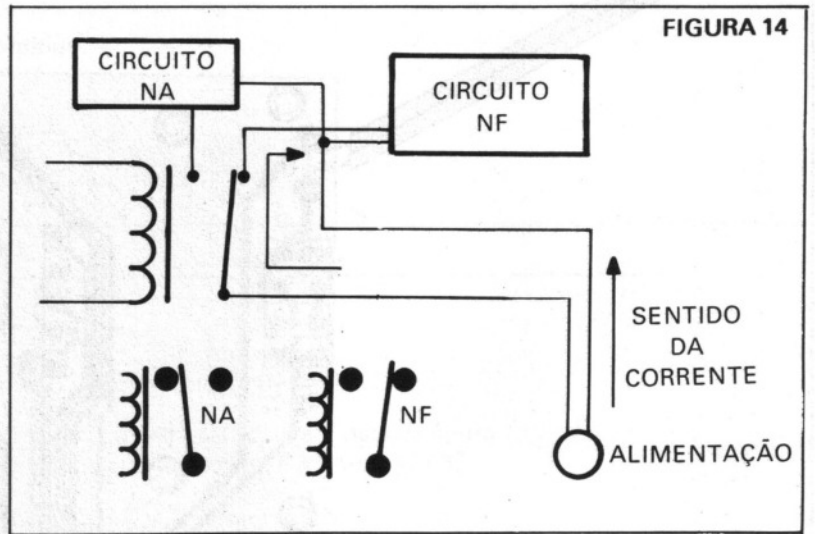 FIGURA 14
CIRCUITO
NA
CIRCUITO
NF
SENTIDO
DA
CORRENTE
NA
NF
ALIMENTAÇÃO